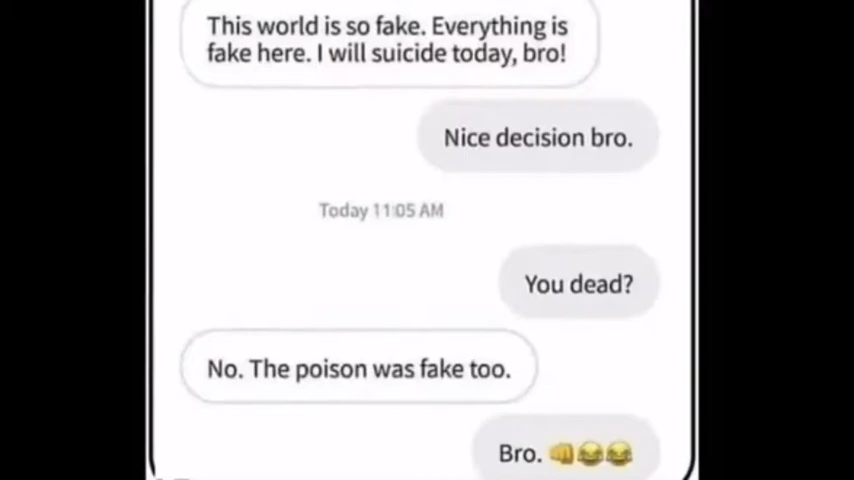 This world is so fake. Everything is
fake here. I will suicide today, bro!
Nice decision bro.
Today 11:05 AM
You dead?
No. The poison was fake too.
Bro. 👊😂😂